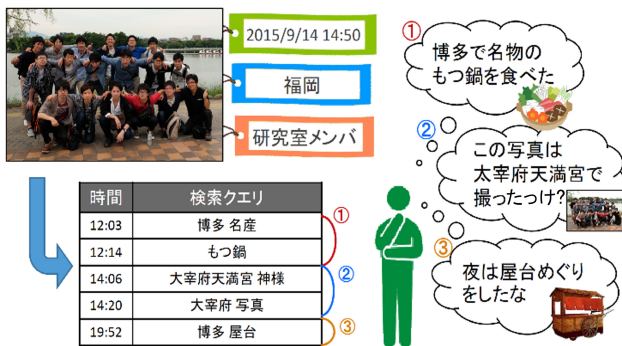 2015/9/14 14:50
福岡
研究室メンバ
時間 検索クエリ
12:03 博多 名産
12:14 もつ鍋
14:06 大宰府天満宮 神様
14:20 大宰府 写真
19:52 博多 屋台
①
②
③
①
博多で名物の
もつ鍋を食べた
②
この写真は
太宰府天満宮で
撮ったっけ?
③
夜は屋台めぐり
をしたな